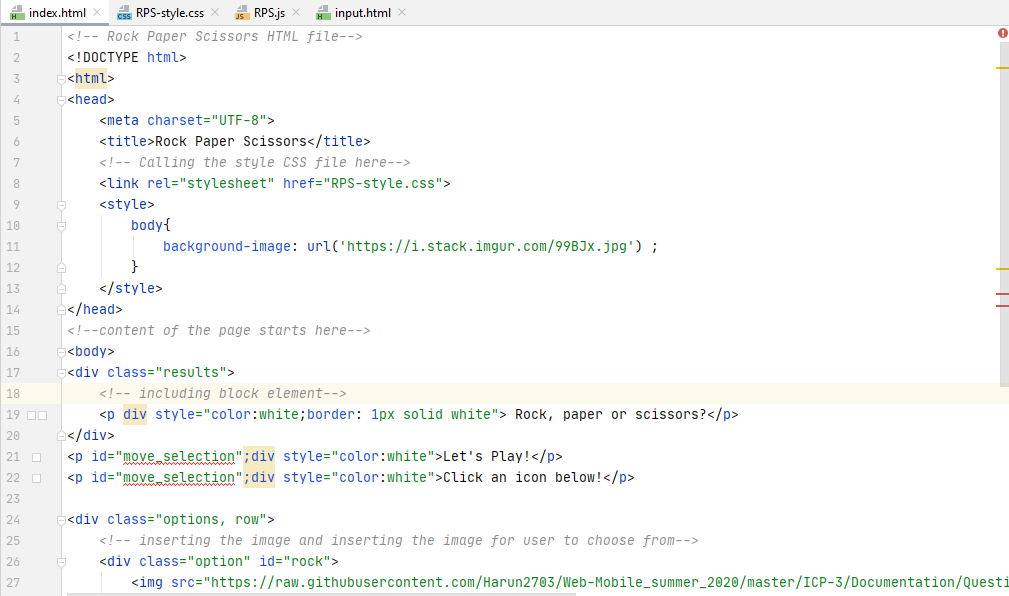 index.html RPS-style.css RPS.js input.html
1 <!-- Rock Paper Scissors HTML file-->
2 <!DOCTYPE html>
3 <html>
4 <head>
5 <meta charset="UTF-8">
6 <title>Rock Paper Scissors</title>
7 <!-- Calling the style CSS file here-->
8 <link rel="stylesheet" href="RPS-style.css">
9 <style>
10 body{
11 background-image: url('https://i.stack.imgur.com/99BJx.jpg') ;
12 }
13 </style>
14 </head>
15 <!--content of the page starts here-->
16 <body>
17 <div class="results">
18 <!-- including block element-->
19 <p div style="color:white;border: 1px solid white"> Rock, paper or scissors?</p>
20 </div>
21 <p id="move_selection";div style="color:white">Let's Play!</p>
22 <p id="move_selection";div style="color:white">Click an icon below!</p>
23
24 <div class="options, row">
25 <!-- inserting the image and inserting the image for user to choose from-->
26 <div class="option" id="rock">
27 <img src="https://raw.githubusercontent.com/Harun2703/Web-Mobile_summer_2020/master/ICP-3/Documentation/Questi